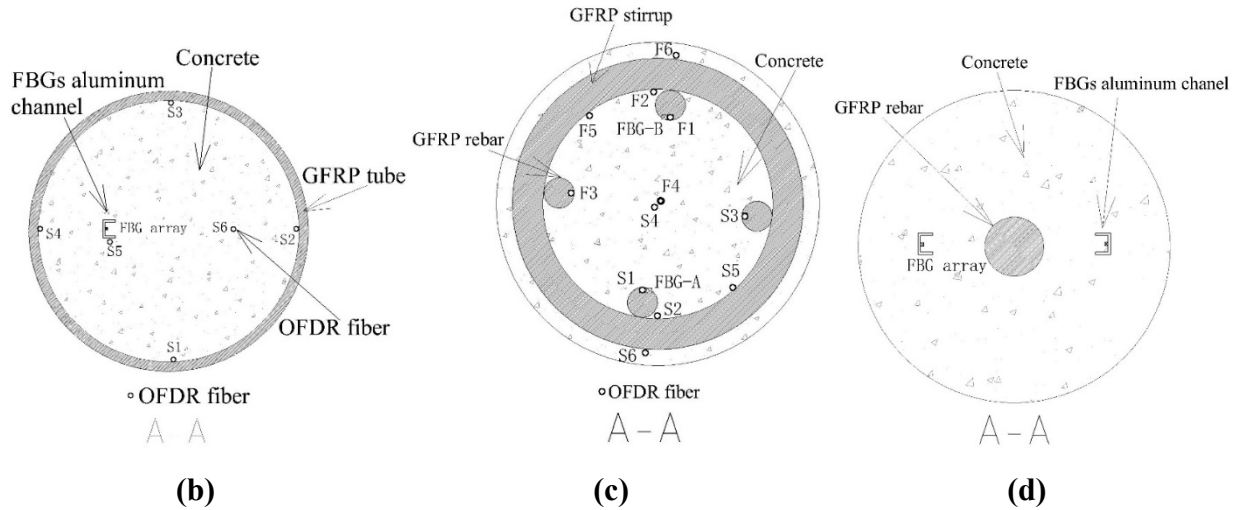 Concrete
FBGs aluminum
channel
S3
GFRP tube
S4
FBG array
S5
S6
S2
OFDR fiber
S1
OFDR fiber
A-A
(b)
GFRP stirrup
F6
Concrete
F2
F5
FBG-B
F1
GFRP rebar
F3
F4
S4
S3
S1
FBG-A
S5
S2
S6
OFDR fiber
A-A
(c)
Concrete
FBGs aluminum chanel
GFRP rebar
FBG array
A-A
(d)